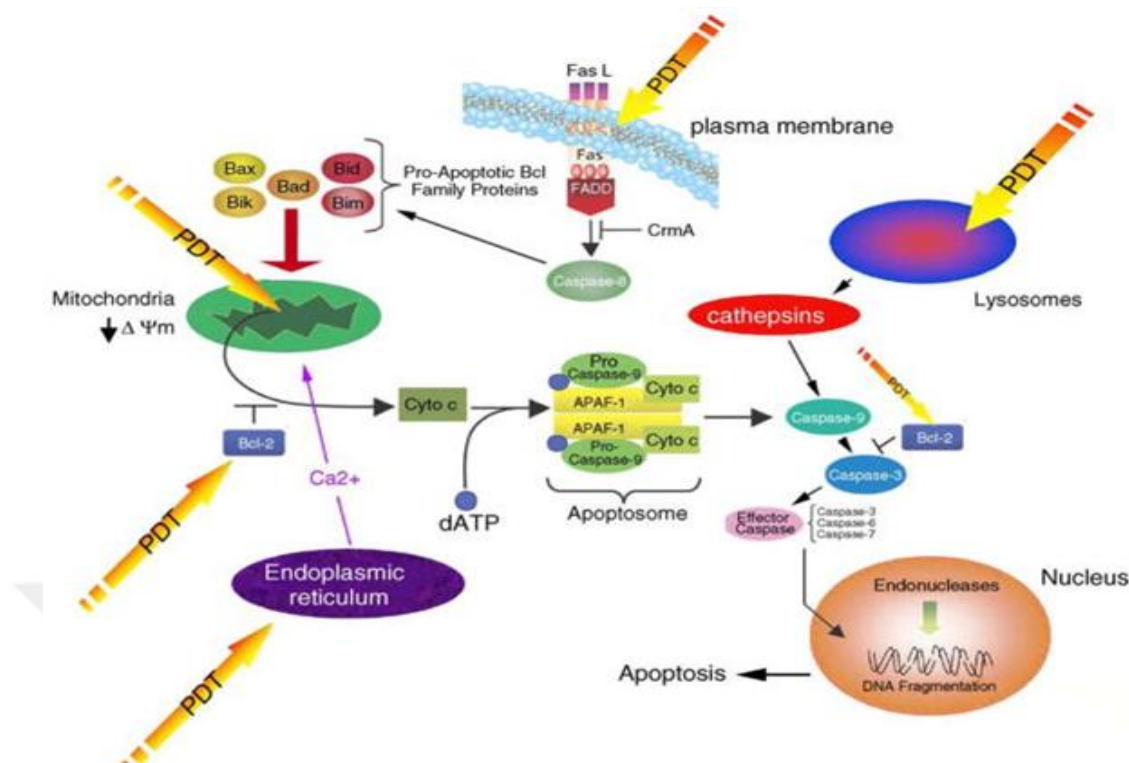 PDT
Fas L
plasma membrane
Fas
FADD
CrmA
Caspase-8
Pro-Apoptotic Bcl
Family Proteins
Bax
Bad
Bid
Bik
Bim
PDT
Mitochondria
Δ Ψm
PDT
Lysosomes
cathepsins
PDT
Bcl-2
Cyto c
Pro
Caspase-9
Cyto c
APAF-1
APAF-1
Pro-
Caspase-9
Cyto c
Apoptosome
dATP
Caspase-9
Bcl-2
Caspase-3
Effector
Caspase
Caspase-3
Caspase-6
Caspase-7
PDT
Ca2+
Endoplasmic
reticulum
PDT
Nucleus
Endonucleases
DNA Fragmentation
Apoptosis